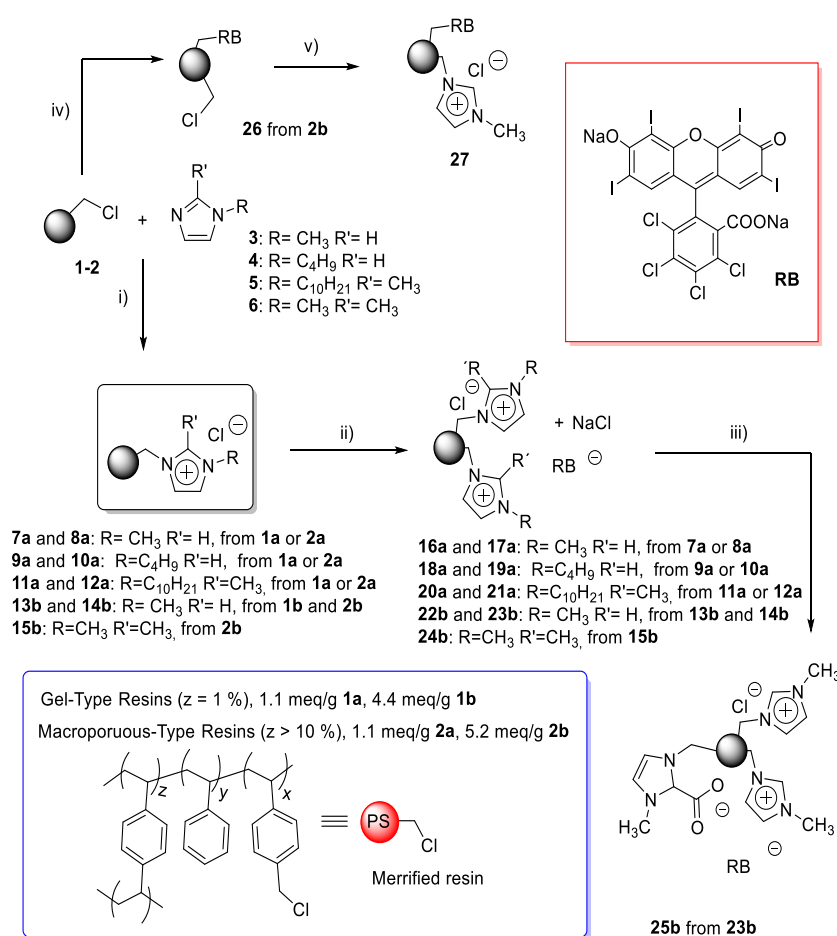 RB
iv)
Cl
26 from 2b
v)
RB
Cl ⊖
N
⊕
N
CH₃
27
Cl
1-2
+
R'
N N R
3: R= CH₃ R'= H
4: R= C₄H₉ R'= H
5: R= C₁₀H₂₁ R'= CH₃
6: R= CH₃ R'= CH₃
I I
NaO O O
I I
Cl COONa
Cl Cl
Cl
RB
i)
R' Cl ⊖
N ⊕ N R
7a and 8a: R= CH₃ R'= H, from 1a or 2a
9a and 10a: R=C₄H₉ R'=H, from 1a or 2a
11a and 12a: R=C₁₀H₂₁ R'=CH₃, from 1a or 2a
13b and 14b: R= CH₃ R'= H, from 1b and 2b
15b: R=CH₃ R'=CH₃, from 2b
ii)
´R R
⊖ N
Cl N ⊕
+ NaCl
R´
N
⊕
N
R
RB ⊖
iii)
16a and 17a: R= CH₃ R'= H, from 7a or 8a
18a and 19a: R=C₄H₉ R'=H, from 9a or 10a
20a and 21a: R=C₁₀H₂₁ R'=CH₃, from 11a or 12a
22b and 23b: R= CH₃ R'= H from 13b and 14b
24b: R=CH₃ R'=CH₃, from 15b
Gel-Type Resins (z = 1 %), 1.1 meq/g 1a, 4.4 meq/g 1b
Macroporuous-Type Resins (z > 10 %), 1.1 meq/g 2a, 5.2 meq/g 2b
z y x
Cl
≡ PS
Cl
Merrified resin
CH₃
Cl ⊖ N
N ⊕
N
N
H₃C
O ⊖
O
N
⊕
N
CH₃
RB ⊖
25b from 23b